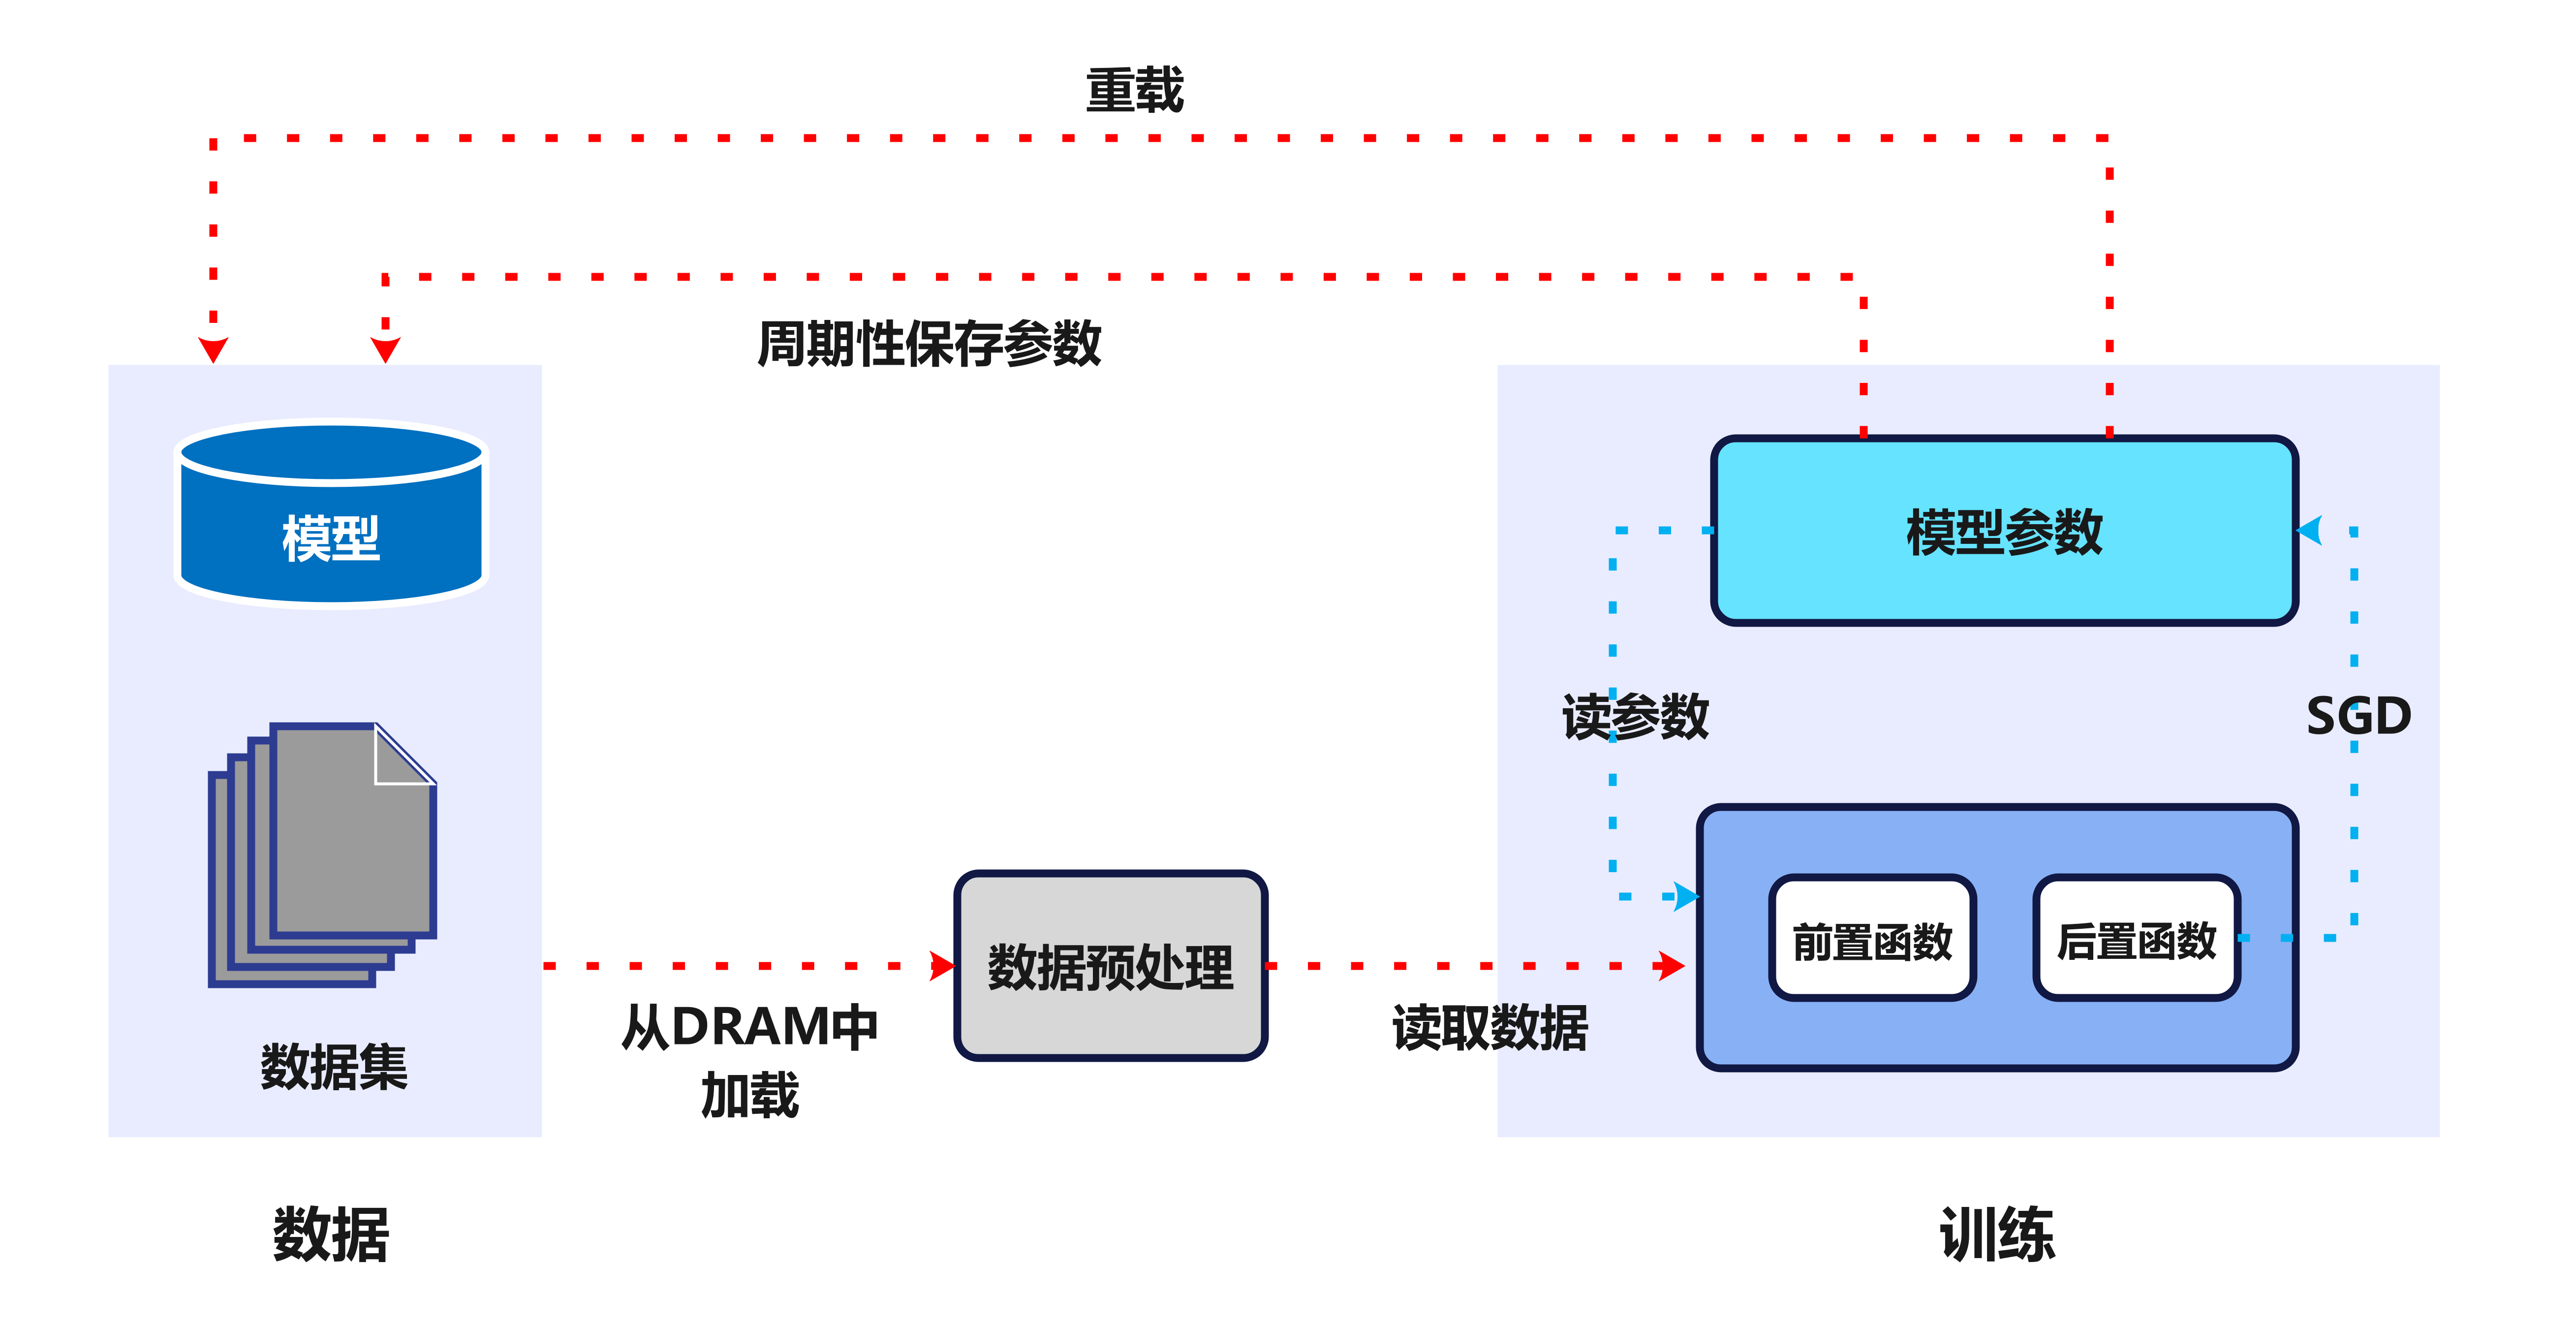 重载
周期性保存参数
模型
模型参数
读参数
SGD
前置函数
后置函数
数据预处理
从DRAM中
加载
读取数据
数据集
数据
训练